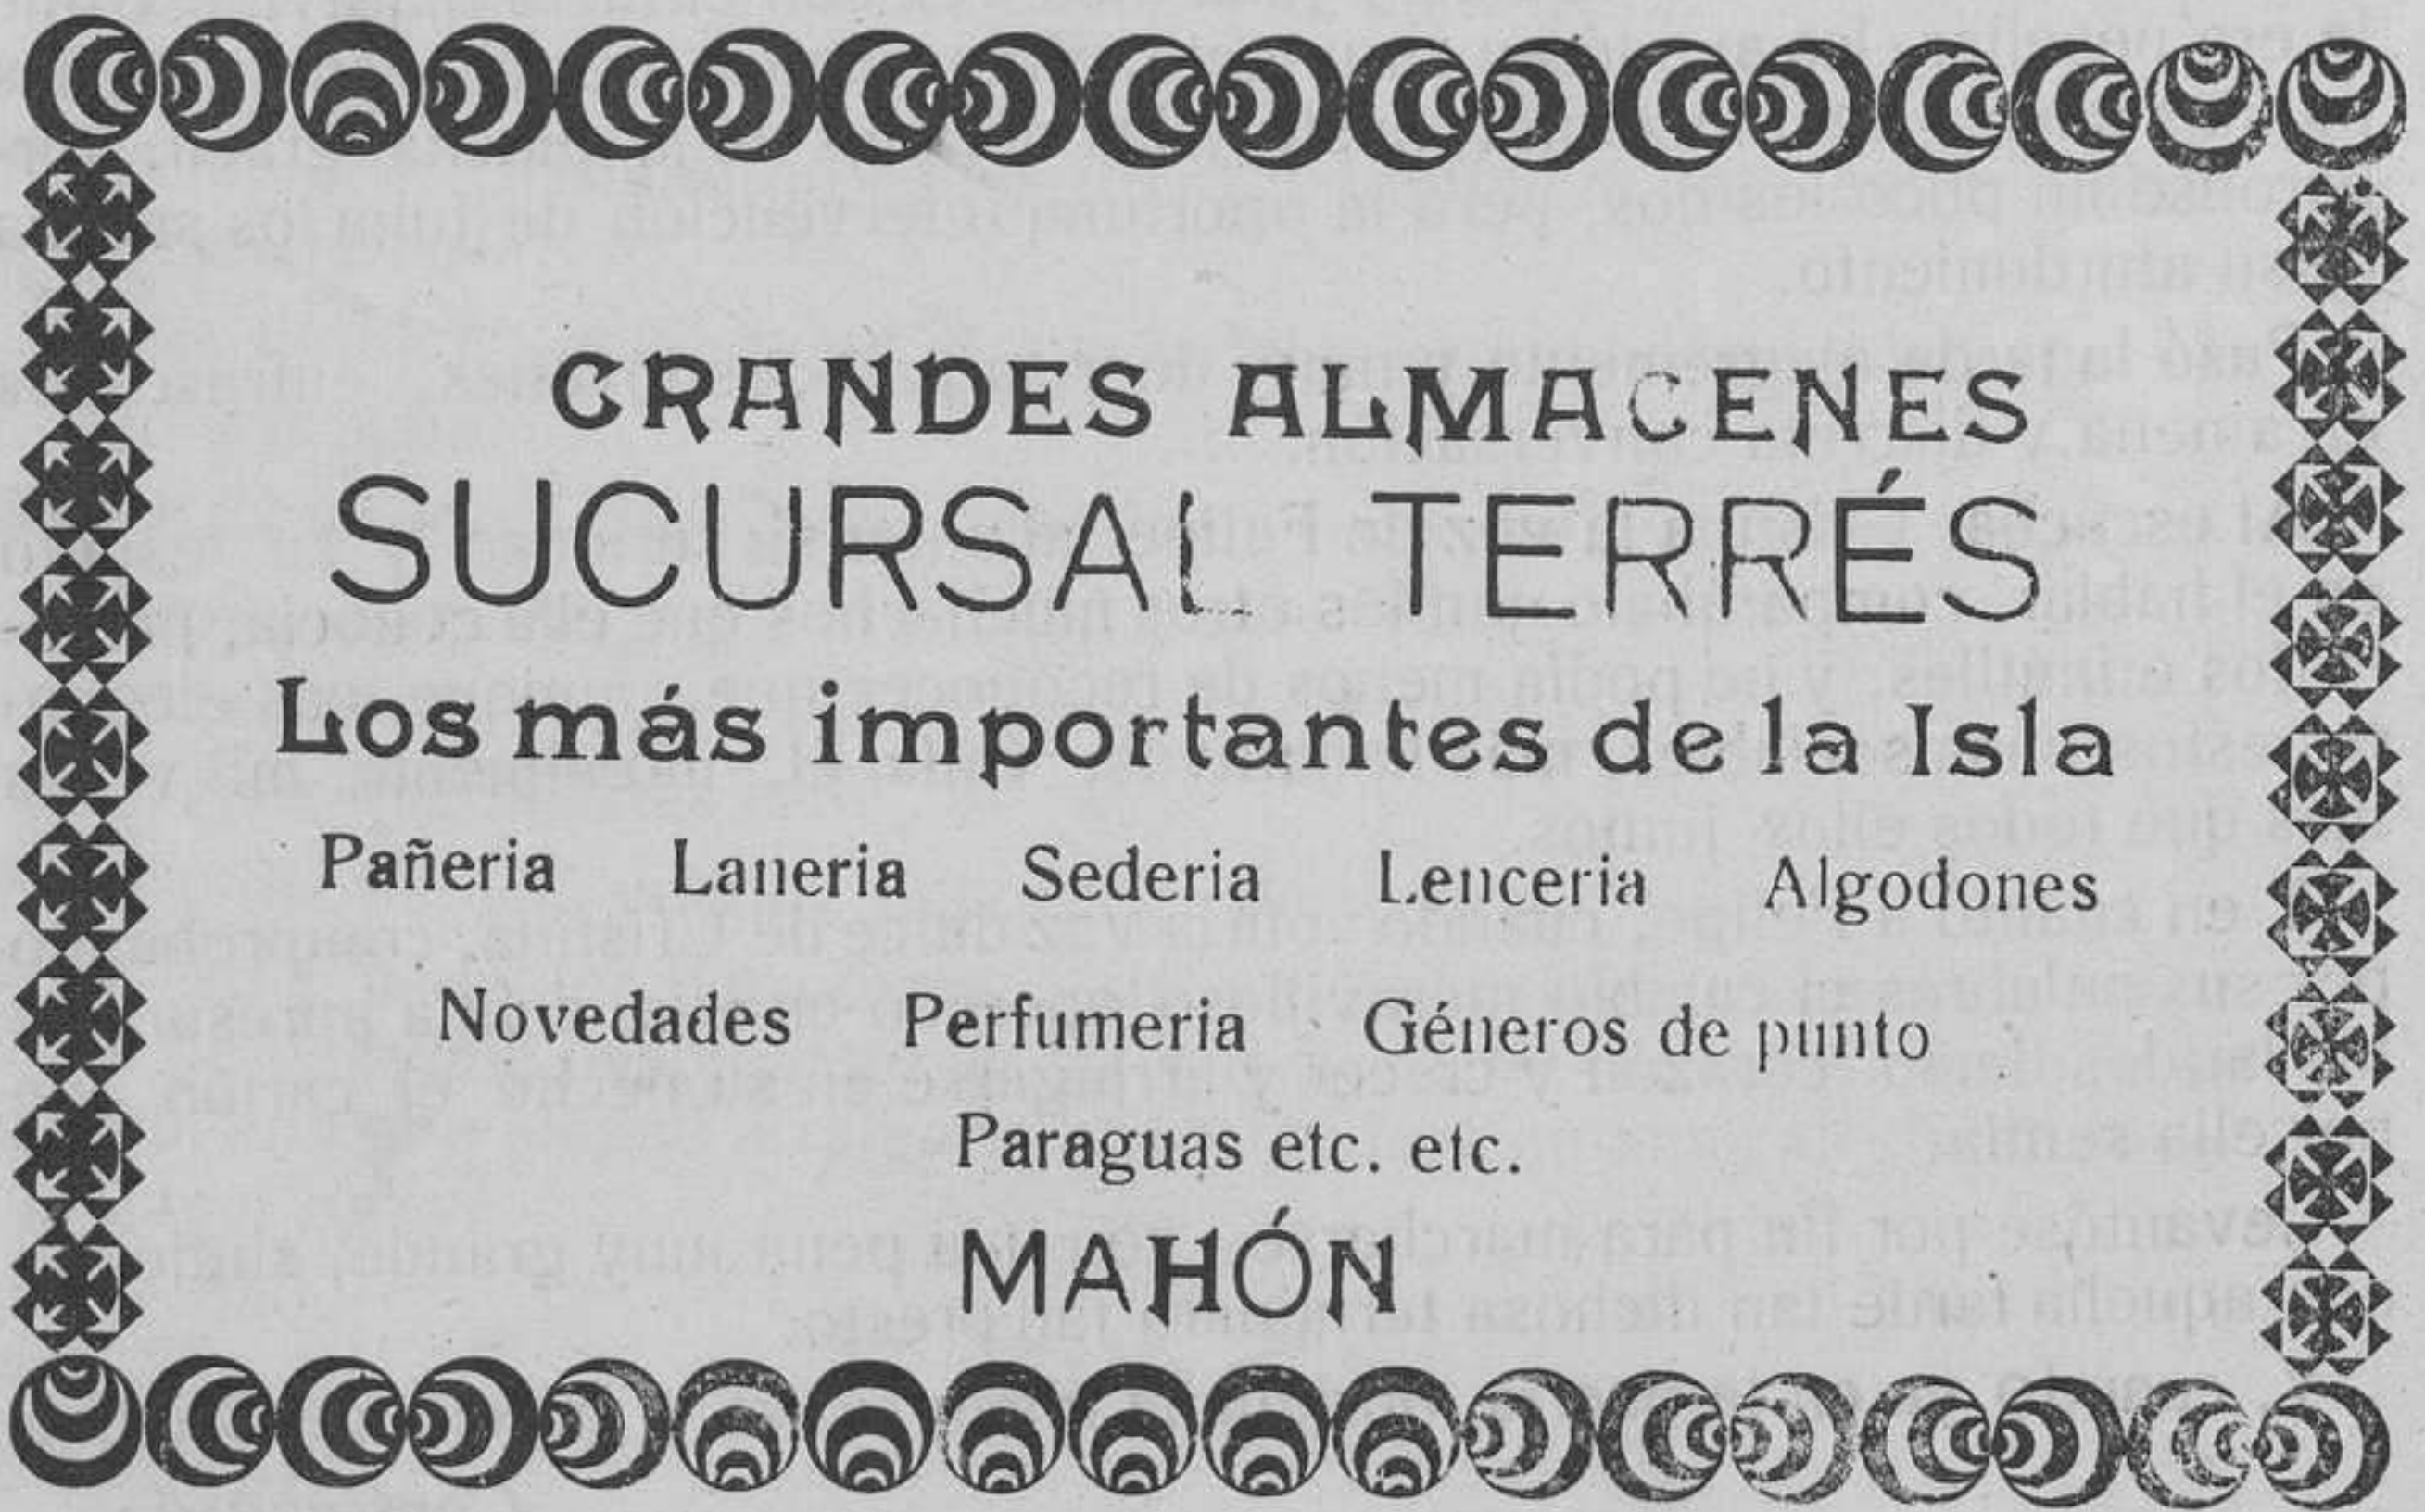 GRANDES ALMACENES
SUCURSAL TERRÉS
Los más importantes de la Isla
Pañeria Laneria Sederia Lenceria Algodones
Novedades Perfumeria Géneros de punto
Paraguas etc. etc.
MAHÓN